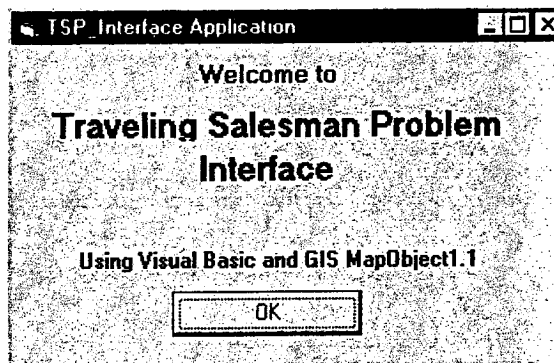 TSP_Interface Application
Welcome to
Traveling Salesman Problem
Interface
Using Visual Basic and GIS MapObject1.1
OK